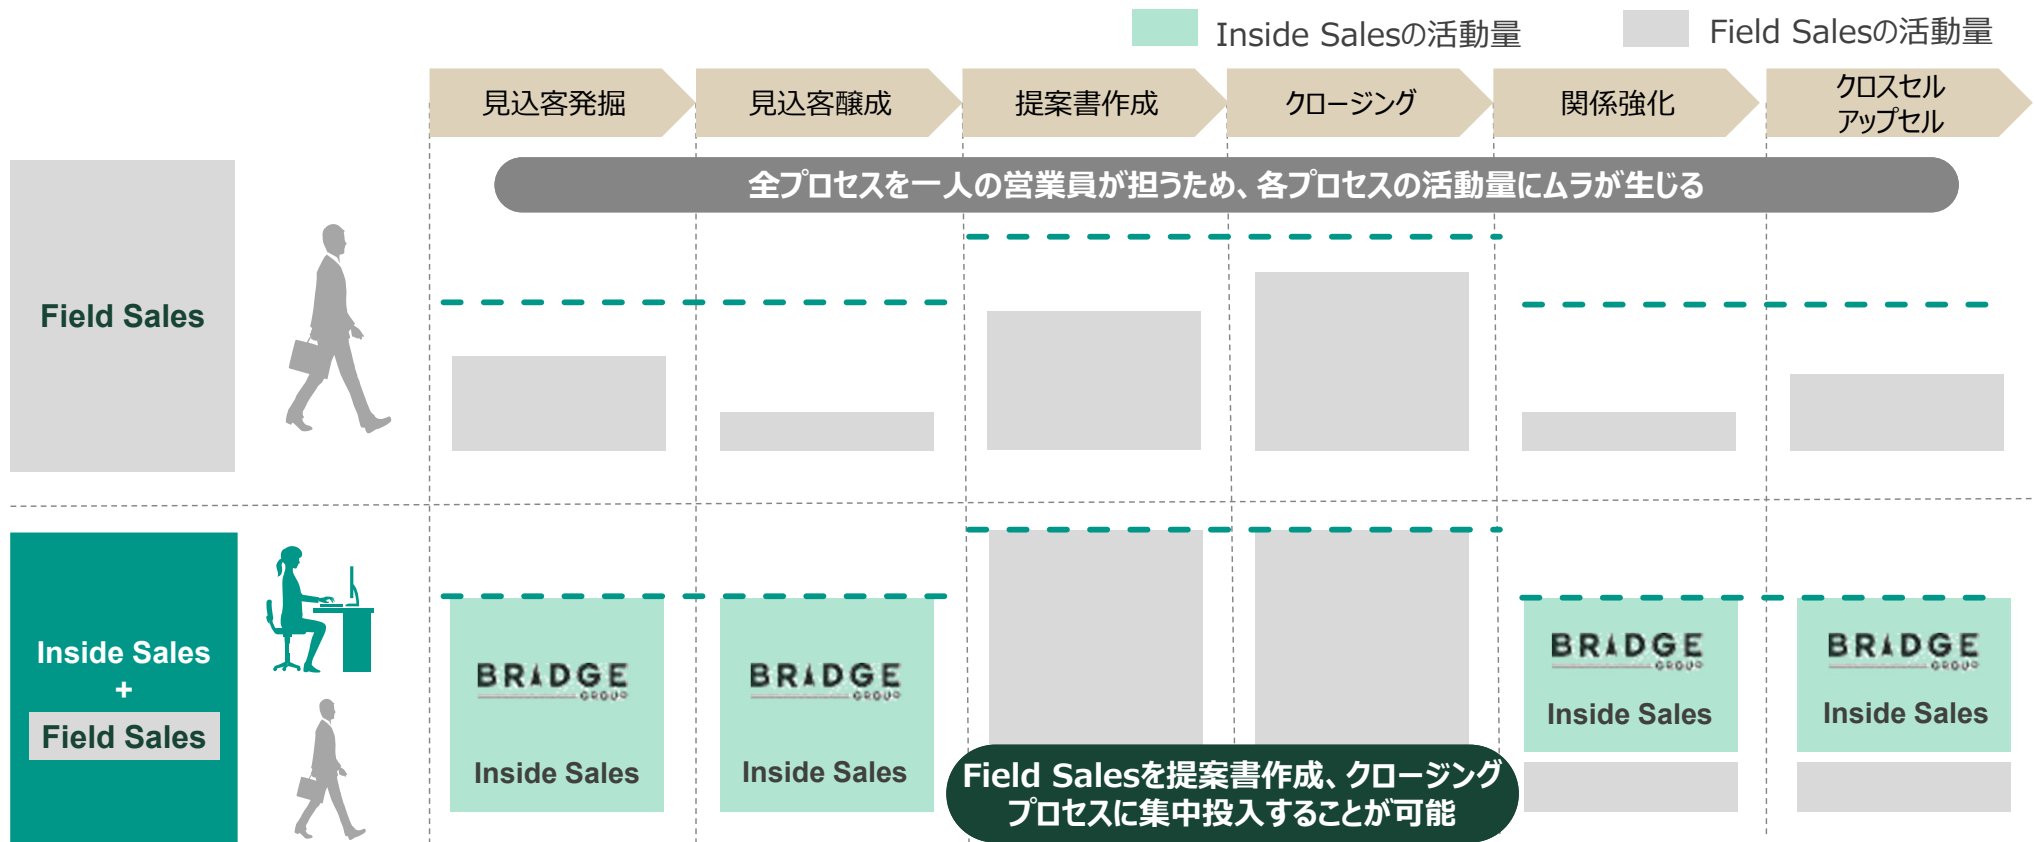 Inside Salesの活動量
Field Salesの活動量
見込客発掘
見込客醸成
提案書作成
クロージング
関係強化
クロスセル
アップセル
全プロセスを一人の営業員が担うため、各プロセスの活動量にムラが生じる
Field Sales
Inside Sales
+
Field Sales
BRIDGE
GROUP
Inside Sales
BRIDGE
GROUP
Inside Sales
Field Salesを提案書作成、クロージング
プロセスに集中投入することが可能
BRIDGE
GROUP
Inside Sales
BRIDGE
GROUP
Inside Sales